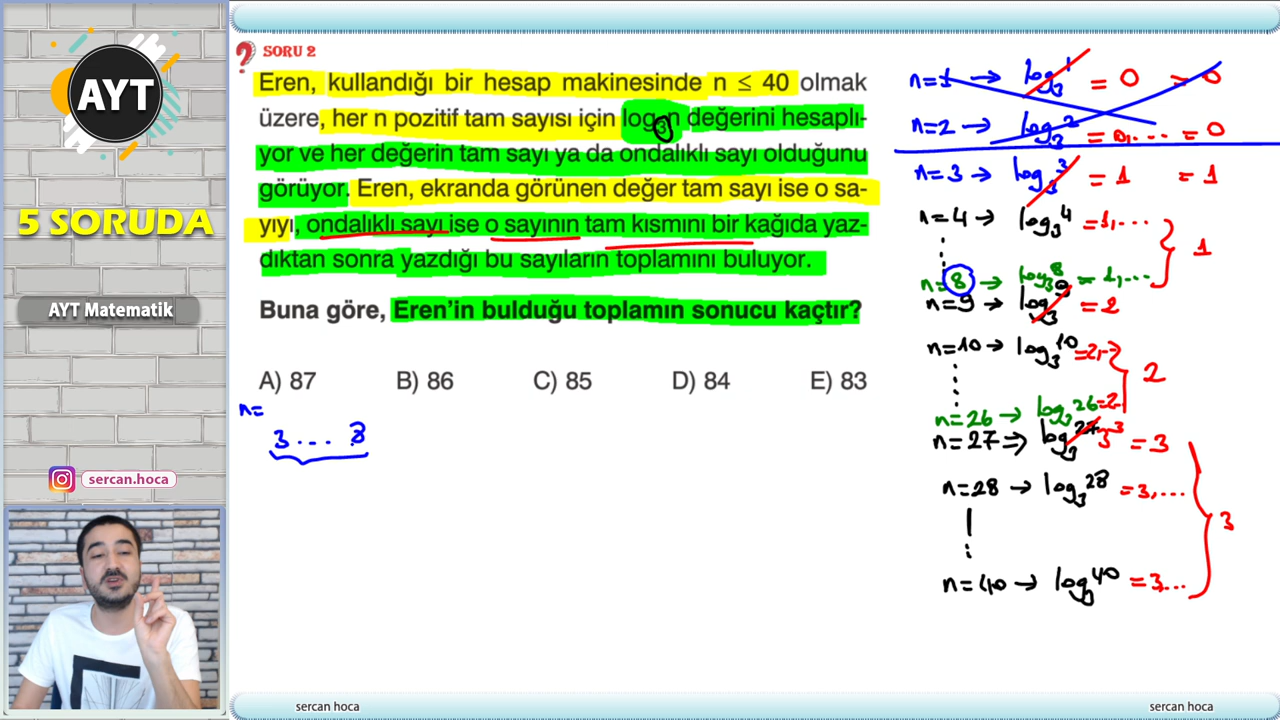 AYT
5 SORUDA
AYT Matematik
sercan.hoca
? SORU 2
Eren, kullandığı bir hesap makinesinde n ≤ 40 olmak
üzere, her n pozitif tam sayısı için log₃n değerini hesaplı-
yor ve her değerin tam sayı ya da ondalıklı sayı olduğunu
görüyor. Eren, ekranda görünen değer tam sayı ise o sa-
yıyı, ondalıklı sayı ise o sayının tam kısmını bir kağıda yaz-
dıktan sonra yazdığı bu sayıların toplamını buluyor.
Buna göre, Eren'in bulduğu toplamın sonucu kaçtır?
A) 87 B) 86 C) 85 D) 84 E) 83
n=
3 ... 8
n=1 → log₃1 = 0 = 0
n=2 → log₃2 = 0,... = 0
n=3 → log₃3 = 1 = 1
n=4 → log₃4 = 1,...
1
n=8 → log₃8 = 1,...
n=9 → log₃9 = 2
n=10 → log₃10 = 2,...
2
n=26 → log₃26 = 2..
n=27 ⇒ log₃27 3³ = 3
n=28 → log₃28 = 3,...
3
n=40 → log₃40 = 3,...
sercan hoca
sercan hoca